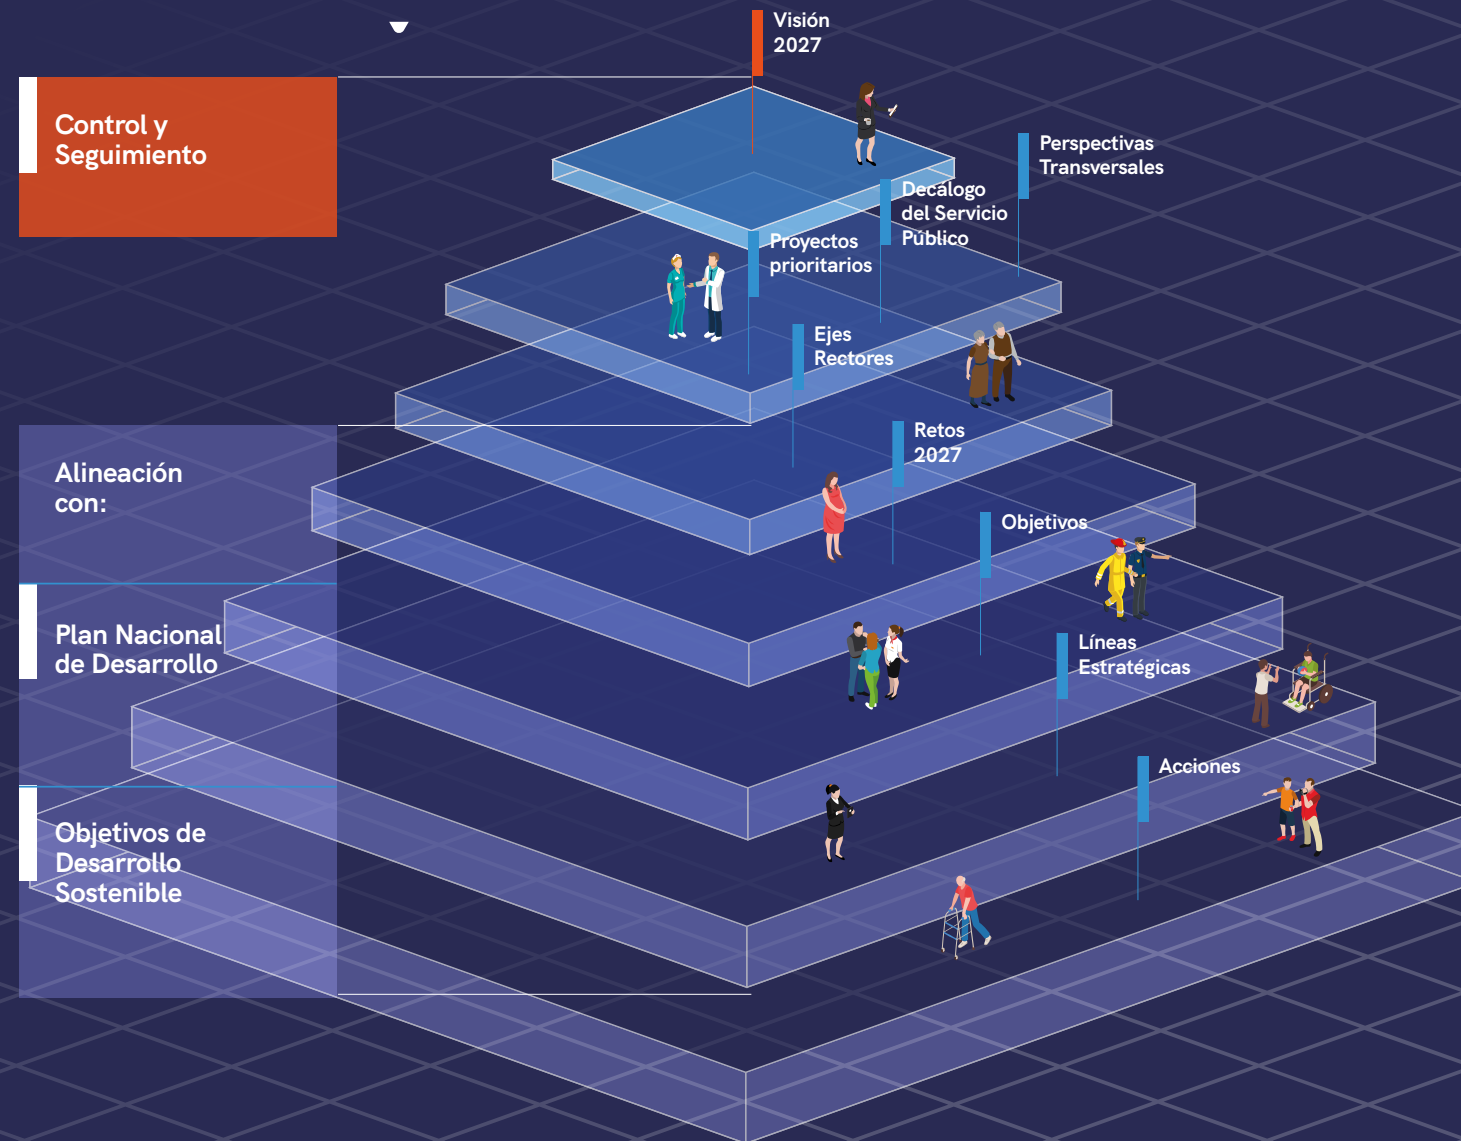 Visión
2027
Control y
Seguimiento
Perspectivas
Transversales
Decálogo
del Servicio
Público
Proyectos
prioritarios
Ejes
Rectores
Retos
2027
Alineación
con:
Objetivos
Plan Nacional
de Desarrollo
Líneas
Estratégicas
Acciones
Objetivos de
Desarrollo
Sostenible